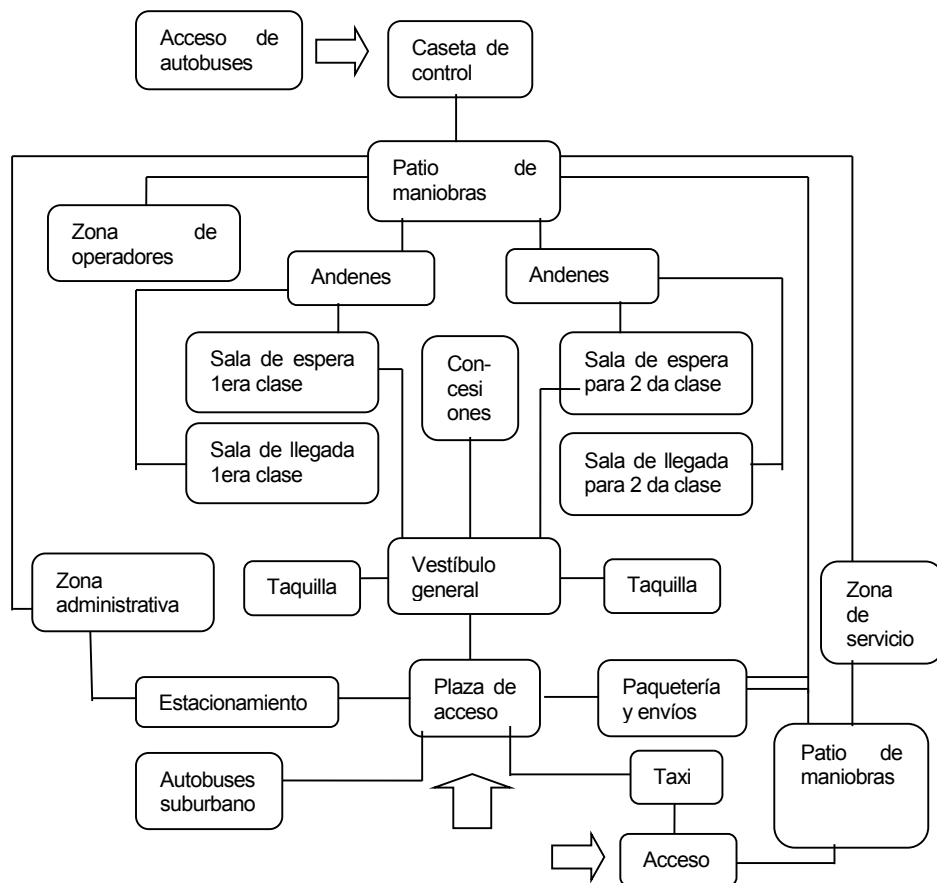 Acceso de
autobuses
Caseta de
control
Patio de
maniobras
Zona de
operadores
Andenes
Andenes
Sala de espera
1era clase
Con-
cesi
ones
Sala de espera
para 2 da clase
Sala de llegada
1era clase
Sala de llegada
para 2 da clase
Zona
administrativa
Taquilla
Vestíbulo
general
Taquilla
Zona
de
servicio
Estacionamiento
Plaza de
acceso
Paquetería
y envíos
Patio de
maniobras
Autobuses
suburbano
Taxi
Acceso